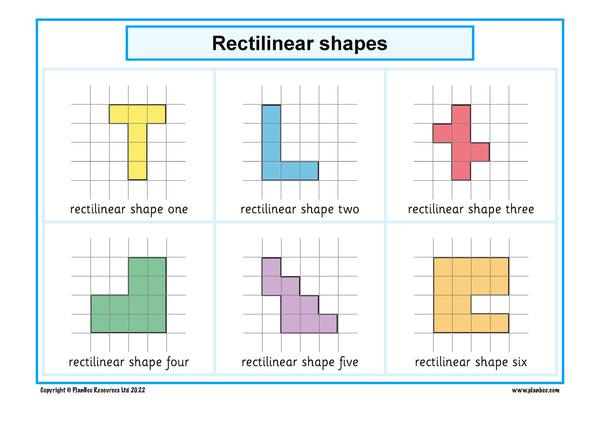 Rectilinear shapes
rectilinear shape one
rectilinear shape two
rectilinear shape three
rectilinear shape four
rectilinear shape five
rectilinear shape six
Copyright © PlanBee Resources Ltd 2022
www.planbee.com